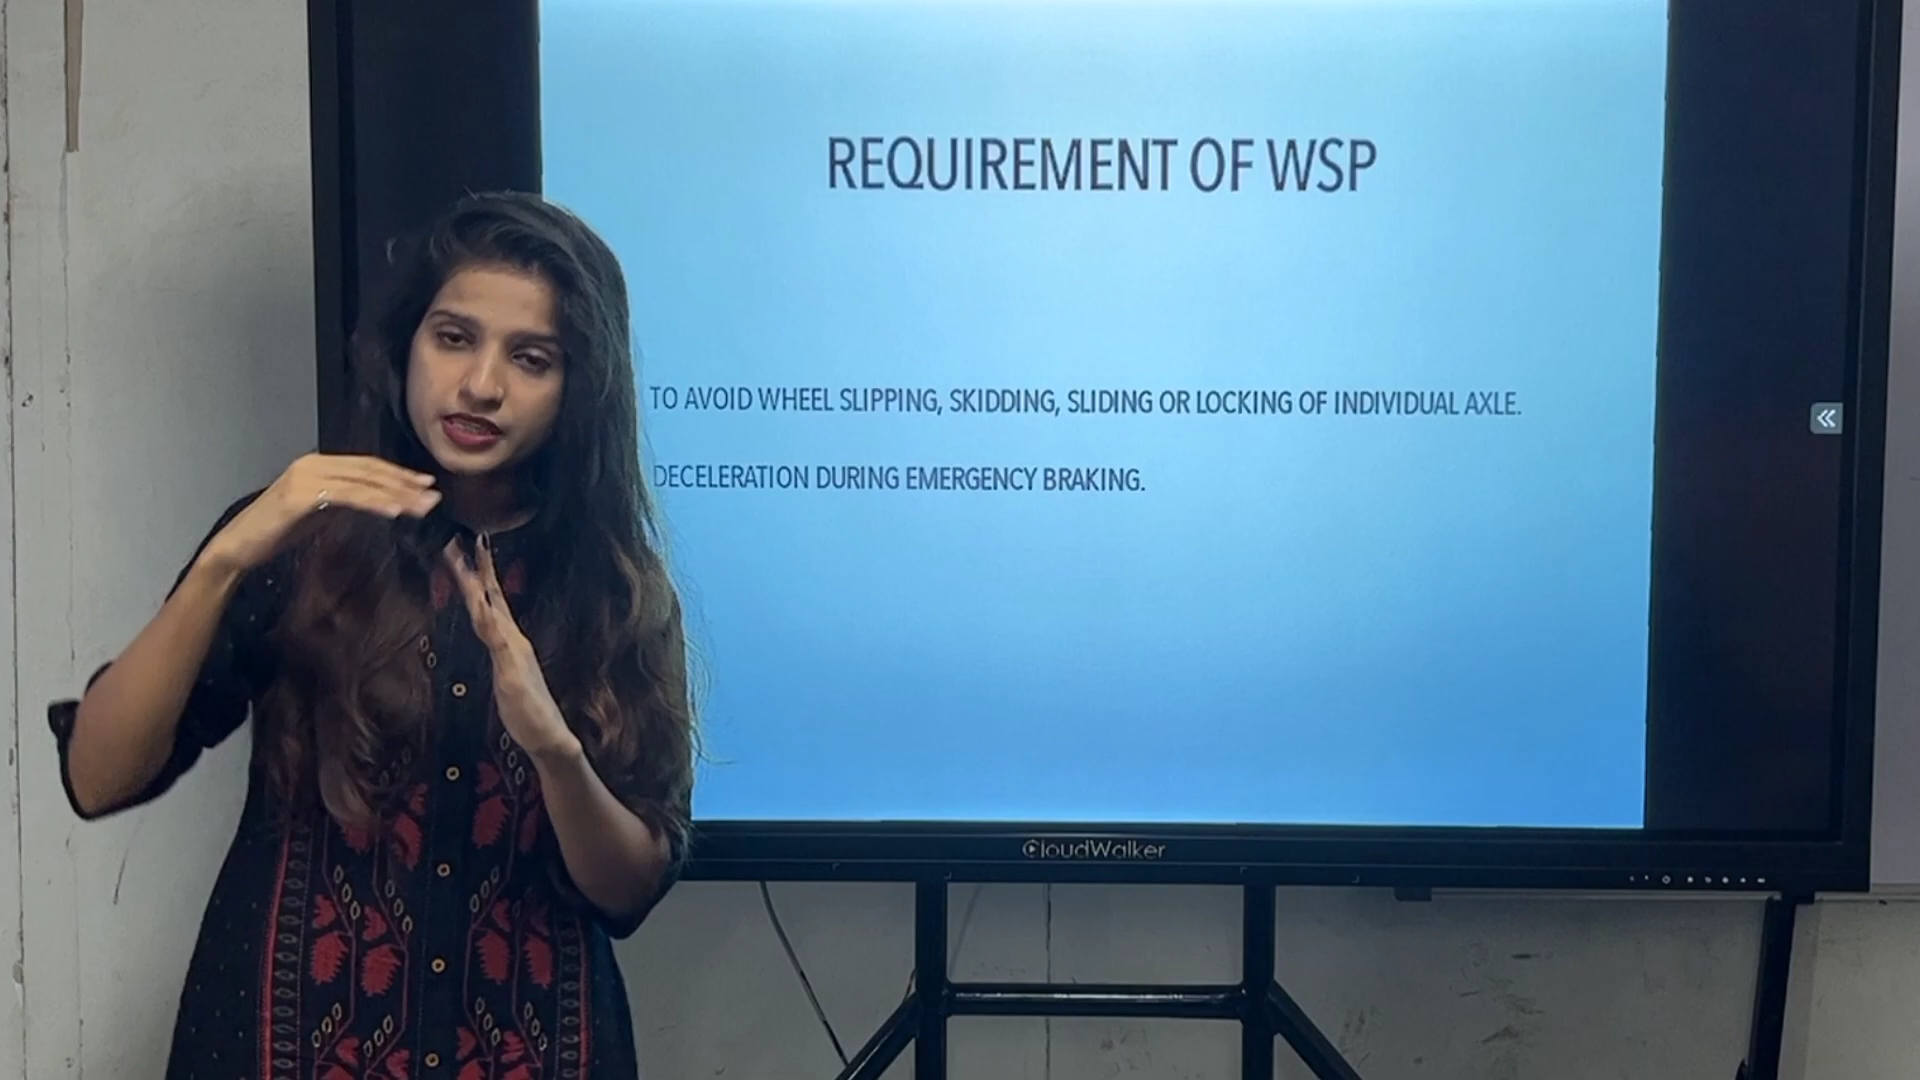 REQUIREMENT OF WSP
TO AVOID WHEEL SLIPPING, SKIDDING, SLIDING OR LOCKING OF INDIVIDUAL AXLE.
DECELERATION DURING EMERGENCY BRAKING.
CloudWalker